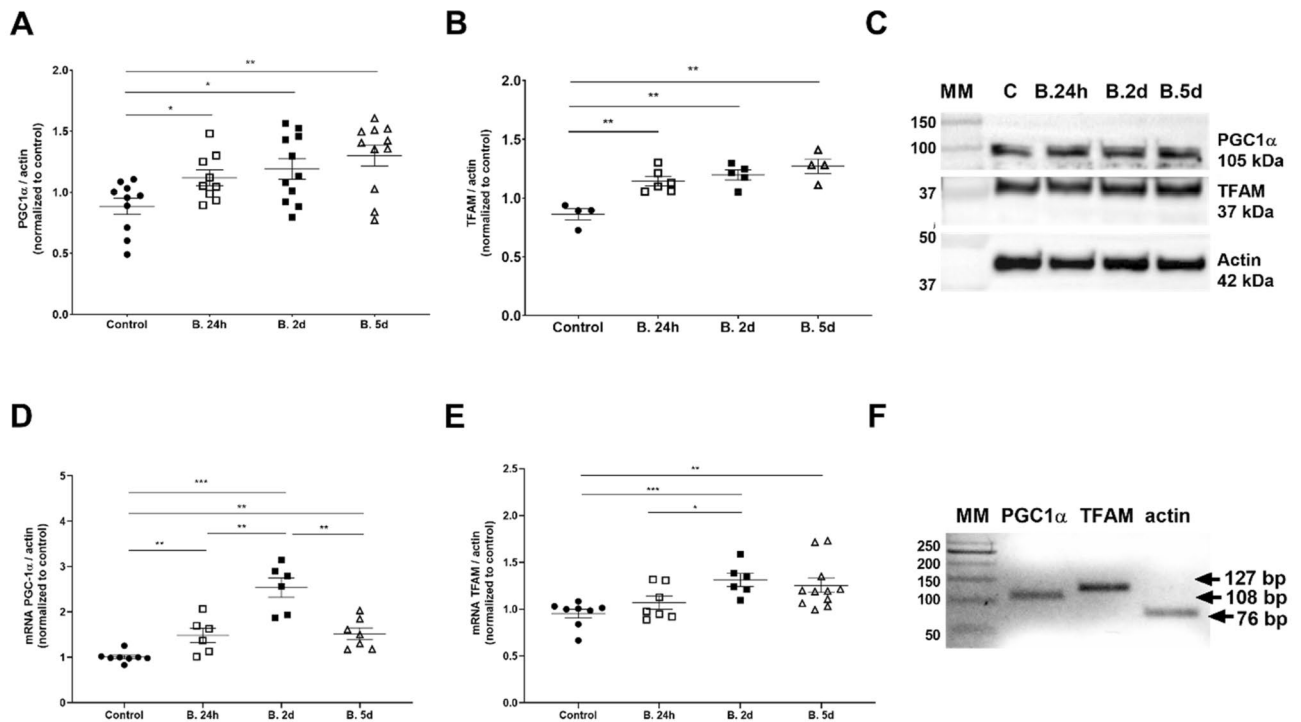 A
PGC1α / actin
(normalized to control)
2.0
1.5
1.0
0.5
0.0
**
*
*
Control B. 24h B. 2d B. 5d
B
TFAM / actin
(normalized to control)
2.0
1.5
1.0
0.5
0.0
**
**
**
Control B. 24h B. 2d B. 5d
C
MM C B.24h B.2d B.5d
150
100
PGC1α
105 kDa
37
TFAM
37 kDa
50
37
Actin
42 kDa
D
mRNA PGC-1α / actin
(normalized to control)
5
4
3
2
1
0
***
**
** **
**
Control B. 24h B. 2d B. 5d
E
mRNA TFAM / actin
(normalized to control)
2.5
2.0
1.5
1.0
0.5
0.0
**
***
*
Control B. 24h B. 2d B. 5d
F
MM PGC1α TFAM actin
250
200
150
100
50
127 bp
108 bp
76 bp